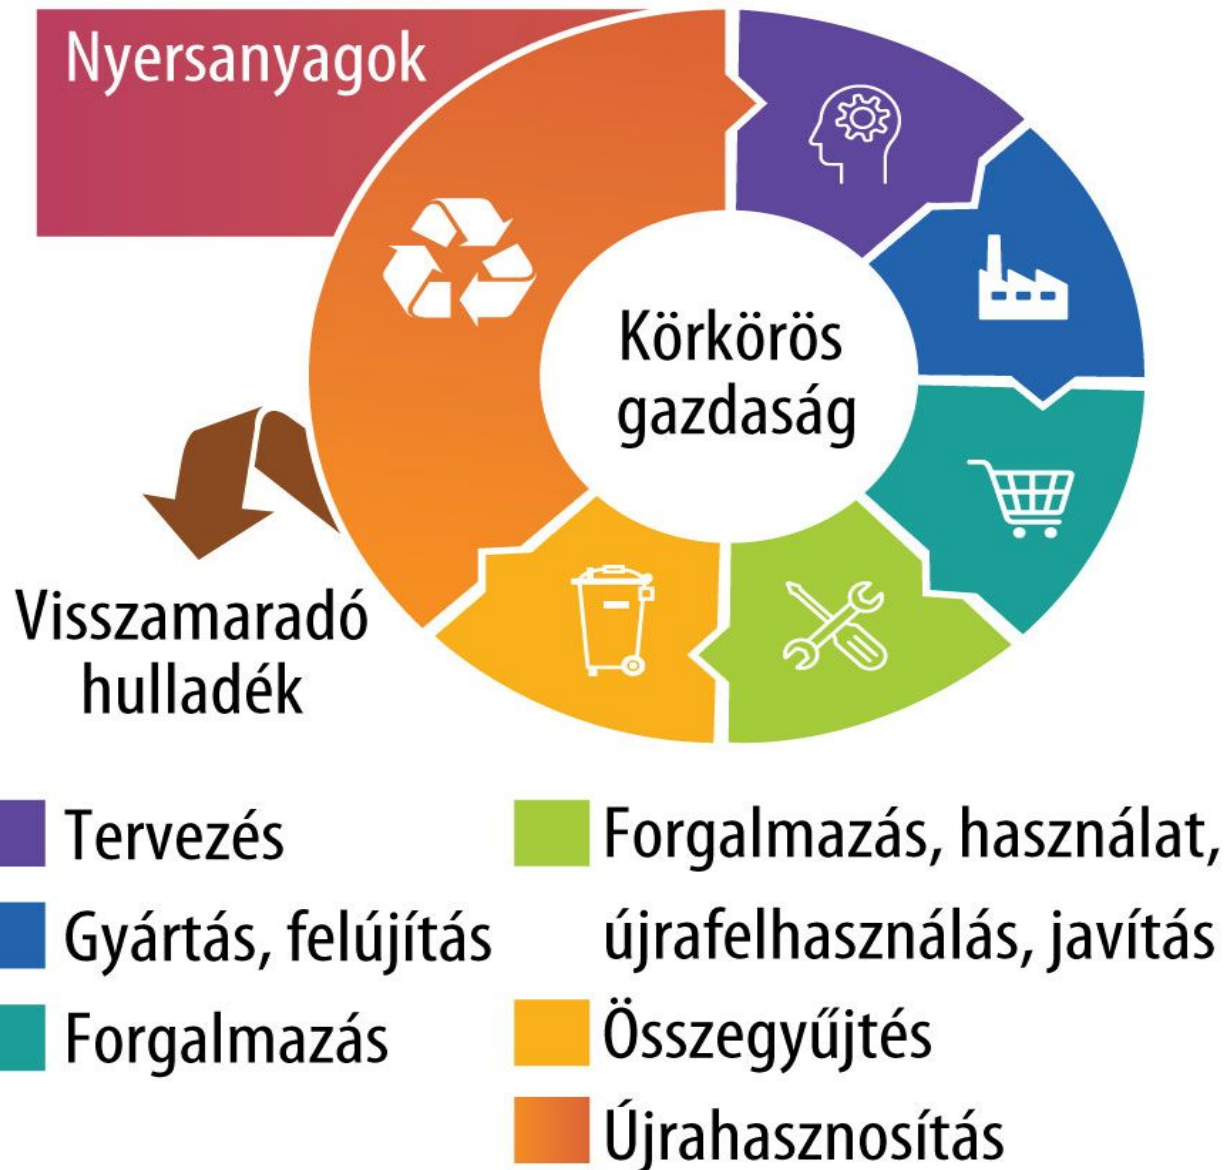 Nyersanyagok
Körkörös
gazdaság
Visszamaradó
hulladék
Tervezés
Gyártás, felújítás
Forgalmazás
Forgalmazás, használat,
újrafelhasználás, javítás
Összegyűjtés
Újrahasznosítás